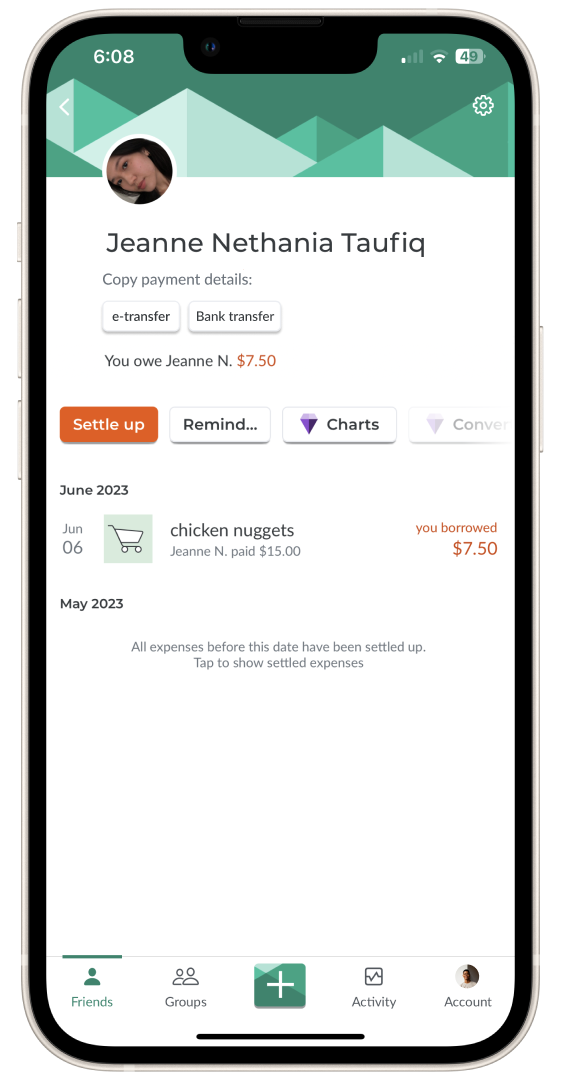 6:08
49
Jeanne Nethania Taufiq
Copy payment details:
e-transfer
Bank transfer
You owe Jeanne N. $7.50
Settle up
Remind...
Charts
Conver
June 2023
Jun
06
chicken nuggets
Jeanne N. paid $15.00
you borrowed
$7.50
May 2023
All expenses before this date have been settled up.
Tap to show settled expenses
Friends
Groups
Activity
Account